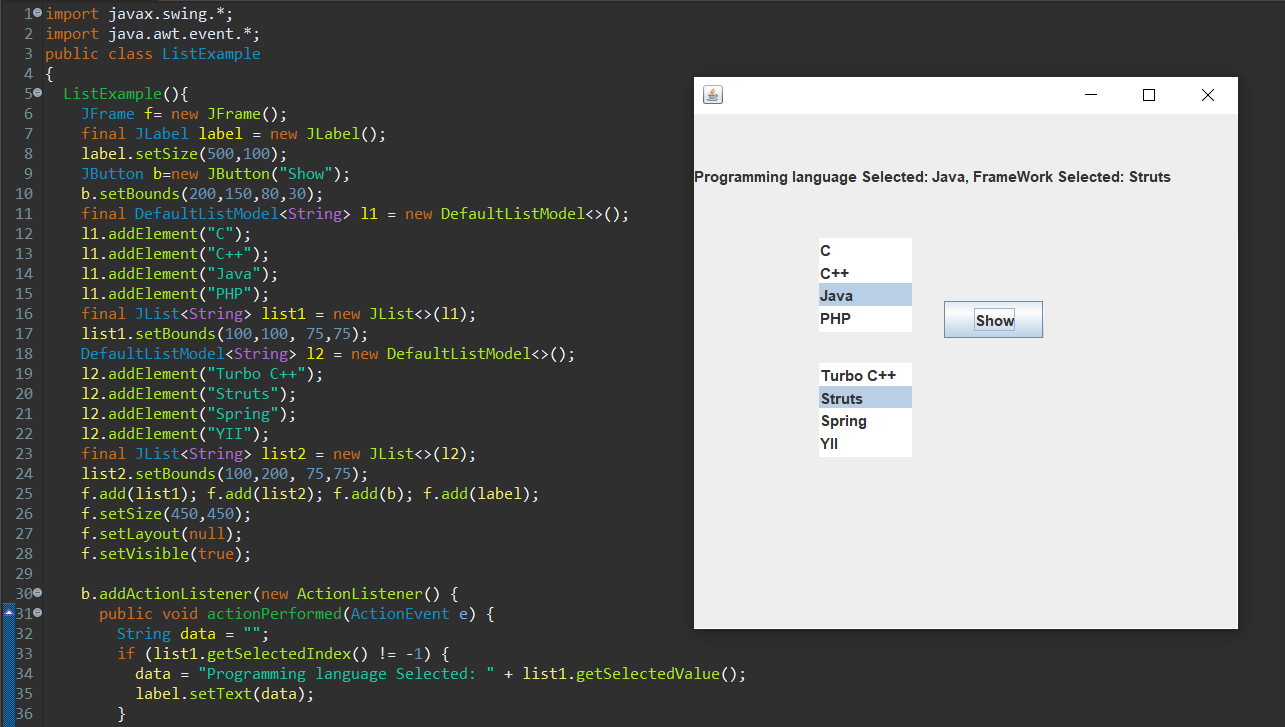 1 import javax.swing.*;
2 import java.awt.event.*;
3 public class ListExample
4 {
5   ListExample(){
6     JFrame f= new JFrame();
7     final JLabel label = new JLabel();
8     label.setSize(500,100);
9     JButton b=new JButton("Show");
10     b.setBounds(200,150,80,30);
11     final DefaultListModel<String> l1 = new DefaultListModel<>();
12     l1.addElement("C");
13     l1.addElement("C++");
14     l1.addElement("Java");
15     l1.addElement("PHP");
16     final JList<String> list1 = new JList<>(l1);
17     list1.setBounds(100,100, 75,75);
18     DefaultListModel<String> l2 = new DefaultListModel<>();
19     l2.addElement("Turbo C++");
20     l2.addElement("Struts");
21     l2.addElement("Spring");
22     l2.addElement("YII");
23     final JList<String> list2 = new JList<>(l2);
24     list2.setBounds(100,200, 75,75);
25     f.add(list1); f.add(list2); f.add(b); f.add(label);
26     f.setSize(450,450);
27     f.setLayout(null);
28     f.setVisible(true);
29
30     b.addActionListener(new ActionListener() {
31       public void actionPerformed(ActionEvent e) {
32         String data = "";
33         if (list1.getSelectedIndex() != -1) {
34           data = "Programming language Selected: " + list1.getSelectedValue();
35           label.setText(data);
36         }
Programming language Selected: Java, FrameWork Selected: Struts
C
C++
Java
PHP
Show
Turbo C++
Struts
Spring
YII